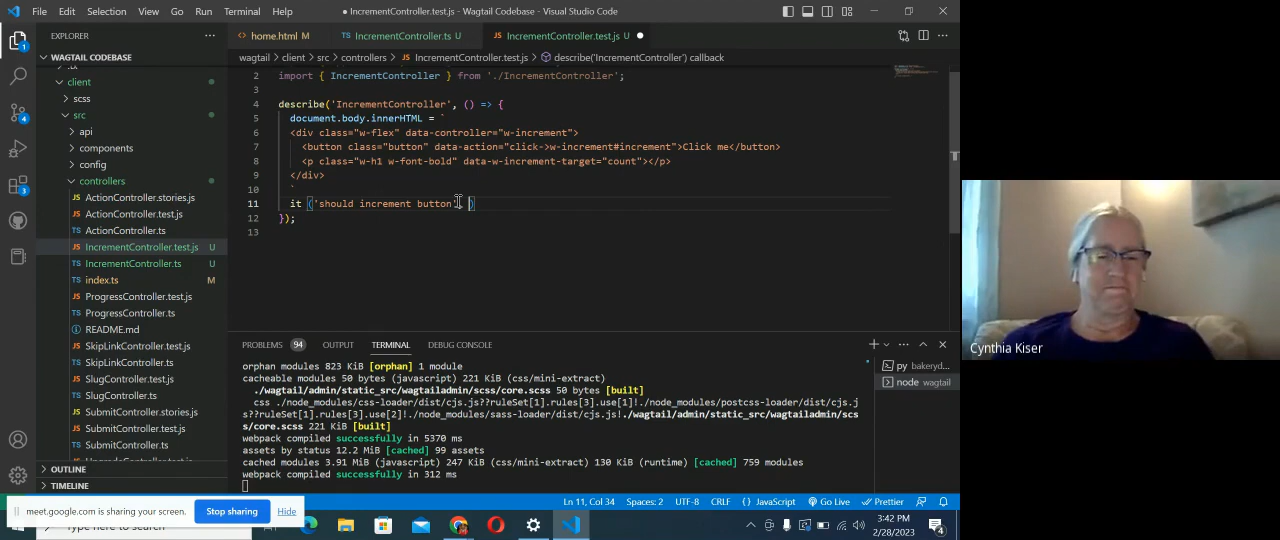 File Edit Selection View Go Run Terminal Help
● IncrementController.test.js - Wagtail Codebase - Visual Studio Code
EXPLORER
WAGTAIL CODEBASE
client
scss
src
api
components
config
controllers
ActionController.stories.js
ActionController.test.js
ActionController.ts
IncrementController.test.js U
IncrementController.ts U
index.ts M
ProgressController.test.js
ProgressController.ts
README.md
SkipLinkController.test.js
SkipLinkController.ts
SlugController.test.js
SlugController.ts
SubmitController.stories.js
SubmitController.test.js
SubmitController.ts
OUTLINE
TIMELINE
home.html M
IncrementController.ts U
IncrementController.test.js U
wagtail > client > src > controllers > IncrementController.test.js > describe('IncrementController') callback
2 import { IncrementController } from './IncrementController';
3
4 describe('IncrementController', () => {
5 document.body.innerHTML = `
6 <div class="w-flex" data-controller="w-increment">
7 <button class="button" data-action="click->w-increment#increment">Click me</button>
8 <p class="w-h1 w-font-bold" data-w-increment-target="count"></p>
9 </div>
10 `
11 it ('should increment button' )
12 });
13
PROBLEMS 94 OUTPUT TERMINAL DEBUG CONSOLE
orphan modules 823 KiB [orphan] 1 module
cacheable modules 50 bytes (javascript) 221 KiB (css/mini-extract)
./wagtail/admin/static_src/wagtailadmin/scss/core.scss 50 bytes [built]
css ./node_modules/css-loader/dist/cjs.js??ruleSet[1].rules[3].use[1]!./node_modules/postcss-loader/dist/cjs.j
s??ruleSet[1].rules[3].use[2]!./node_modules/sass-loader/dist/cjs.js!./wagtail/admin/static_src/wagtailadmin/scs
s/core.scss 221 KiB [built]
webpack compiled successfully in 5370 ms
assets by status 12.2 MiB [cached] 99 assets
cached modules 3.91 MiB (javascript) 247 KiB (css/mini-extract) 130 KiB (runtime) [cached] 759 modules
webpack compiled successfully in 312 ms
py bakeryd...
node wagtail
Ln 11, Col 34 Spaces: 2 UTF-8 CRLF {} JavaScript Go Live Prettier
meet.google.com is sharing your screen. Stop sharing Hide
3:42 PM
2/28/2023
Cynthia Kiser